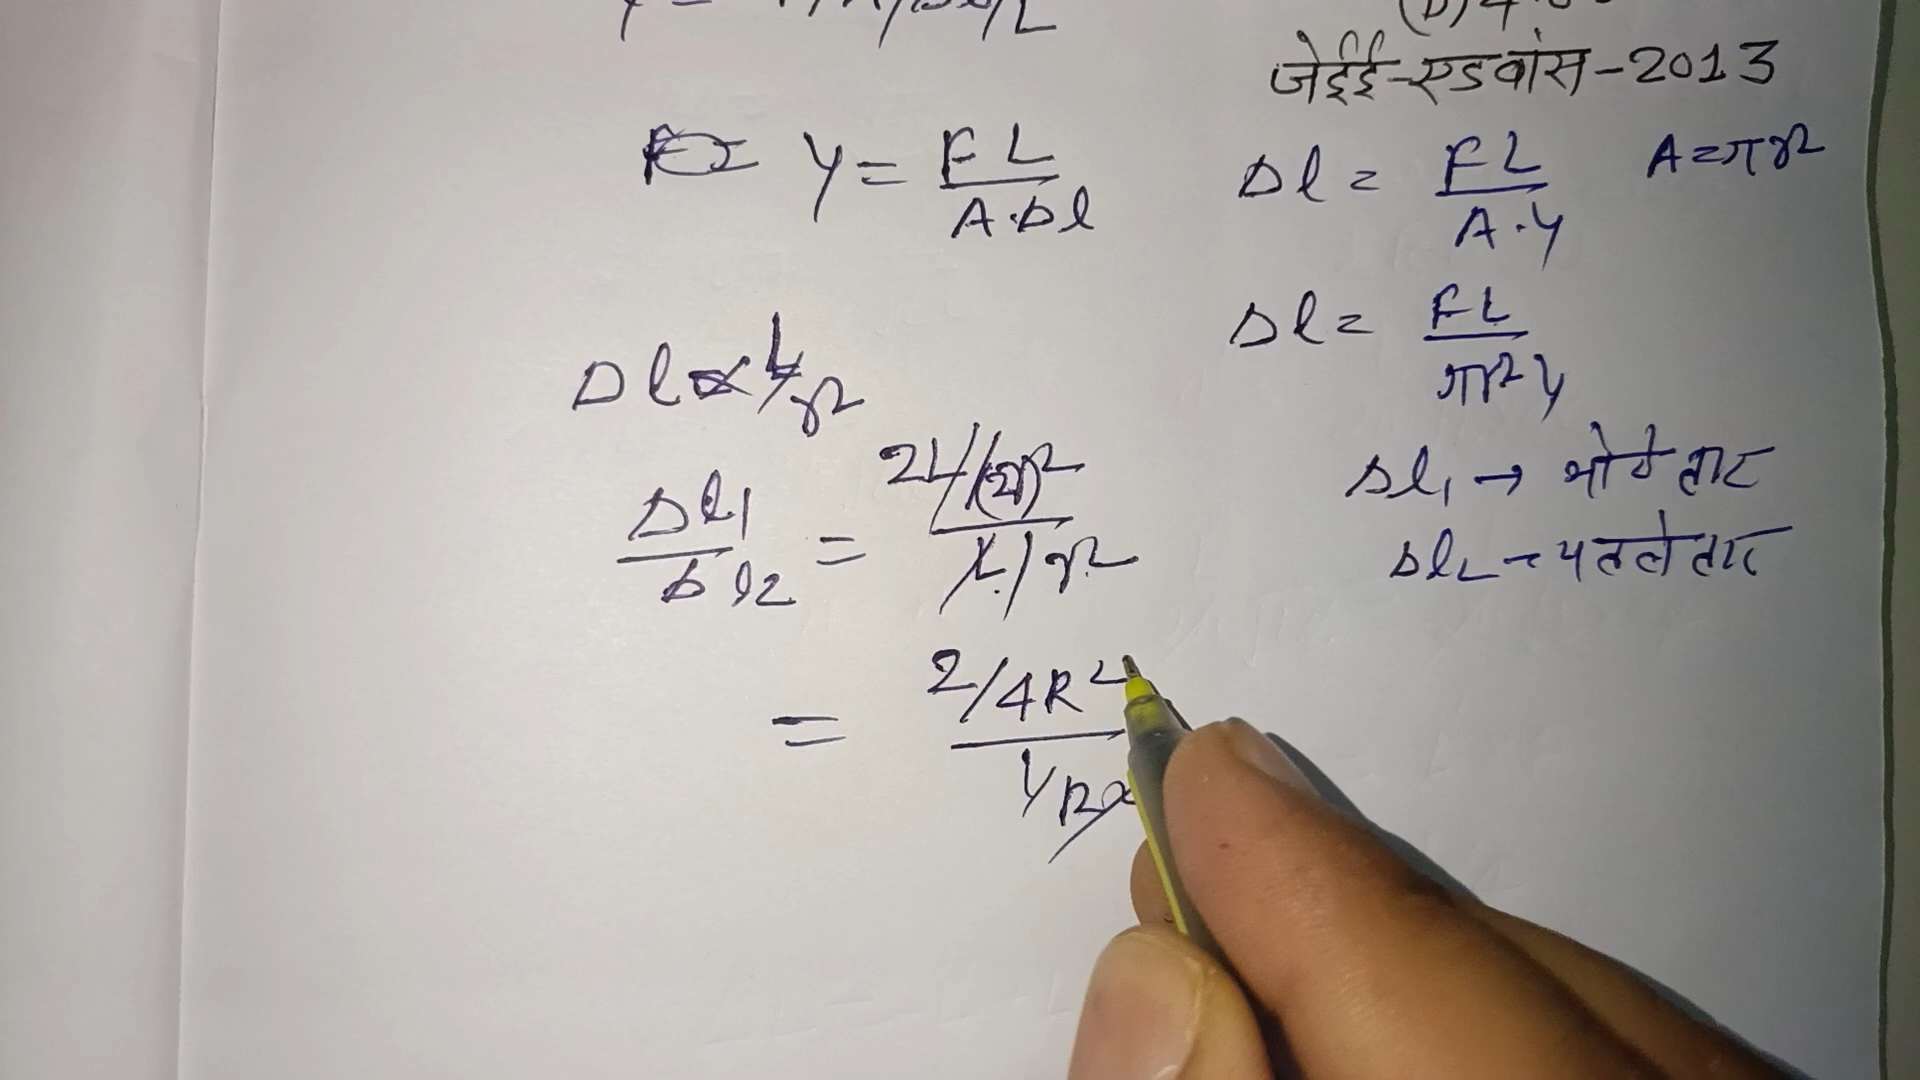 जेईई-एडवांस-2013
Y = FL / A.Δl
Δl = FL / A.Y
A = πr²
Δl = FL / πr²Y
Δl ∝ L/r²
Δl1 → मोटे तार
Δl2 → पतले तार
Δl1 / Δl2 = 2L/(2r)² / L/r²
= 2/4R² / 1/R²